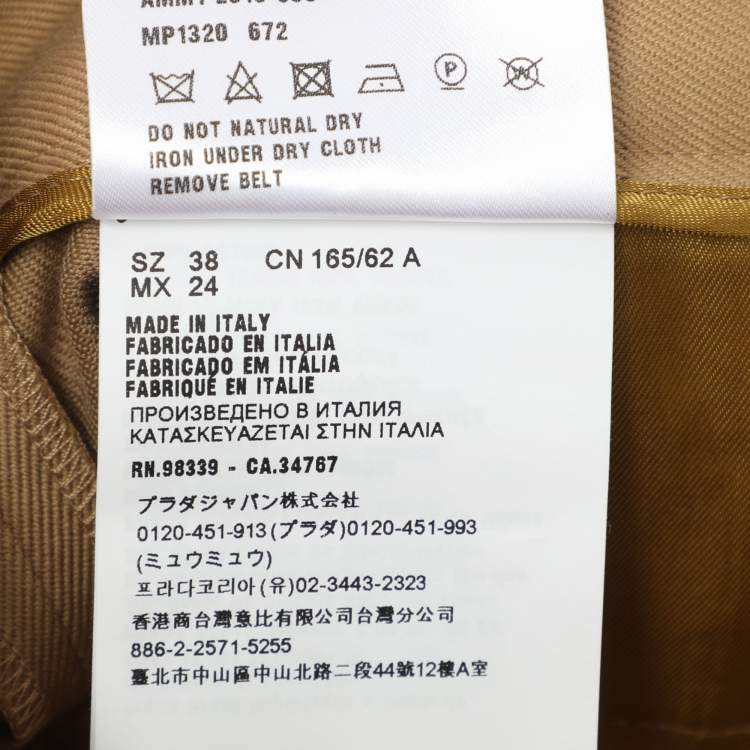 MP1320 672
P
W
DO NOT NATURAL DRY
IRON UNDER DRY CLOTH
REMOVE BELT
SZ 38 CN 165/62 A
MX 24
MADE IN ITALY
FABRICADO EN ITALIA
FABRICADO EM ITÁLIA
FABRIQUÉ EN ITALIE
ПРОИЗВЕДЕНО В ИТАЛИЯ
ΚΑΤΑΣΚΕΥΑΖΕΤΑΙ ΣΤΗΝ ΙΤΑΛΙΑ
RN.98339 - CA.34767
プラダジャパン株式会社
0120-451-913(プラダ)0120-451-993
(ミュウミュウ)
프라다코리아(유)02-3443-2323
香港商台灣意比有限公司台灣分公司
886-2-2571-5255
臺北市中山區中山北路二段44號12樓A室